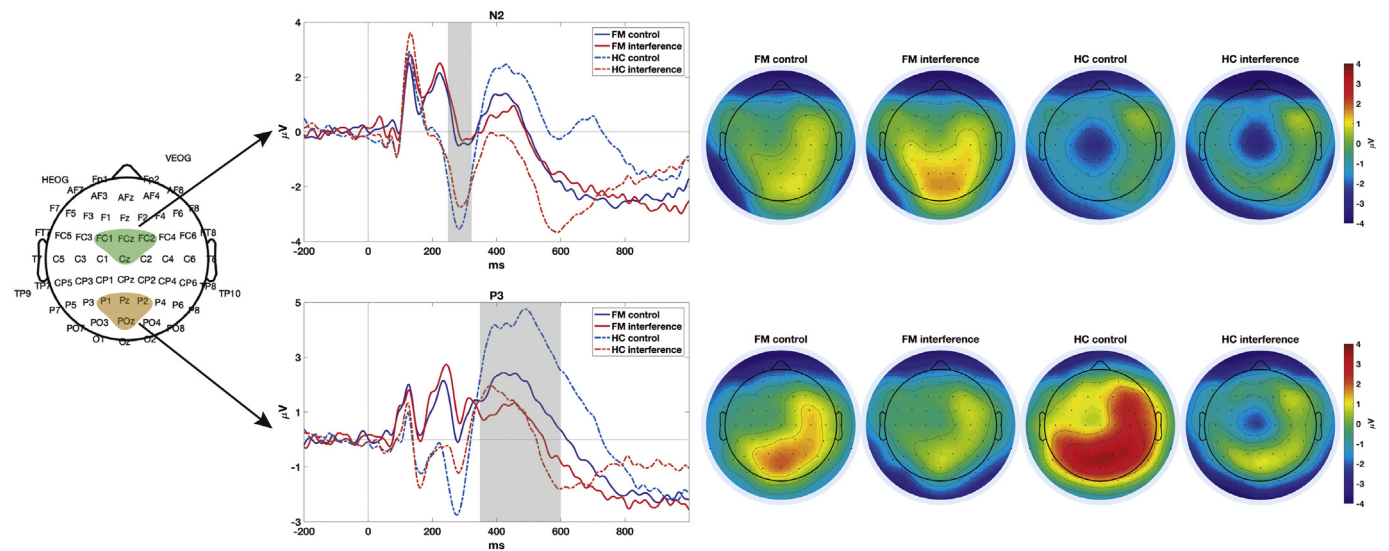 VEOG
HEOG
Fp1 Fp2
AF7 AF8
AF3 AFz AF4
F7 F5 F3 F1 Fz F2 F4 F6 F8
FT7 FC5 FC3 FC1 FCz FC2 FC4 FC6 FT8
T7 C5 C3 C1 Cz C2 C4 C6 T8
TP9 TP7 CP5 CP3 CP1 CPz CP2 CP4 CP6 TP8 TP10
P7 P5 P3 P1 Pz P2 P4 P6 P8
PO7 PO3 POz PO4 PO8
O1 Oz O2
N2
μV
4
2
0
-2
-4
-200 0 200 400 600 800
ms
FM control
FM interference
HC control
HC interference
P3
μV
5
3
1
-1
-3
-200 0 200 400 600 800
ms
FM control
FM interference
HC control
HC interference
FM control FM interference HC control HC interference
4
3
2
1
0
-1
-2
-3
-4
μV
FM control FM interference HC control HC interference
4
3
2
1
0
-1
-2
-3
-4
μV